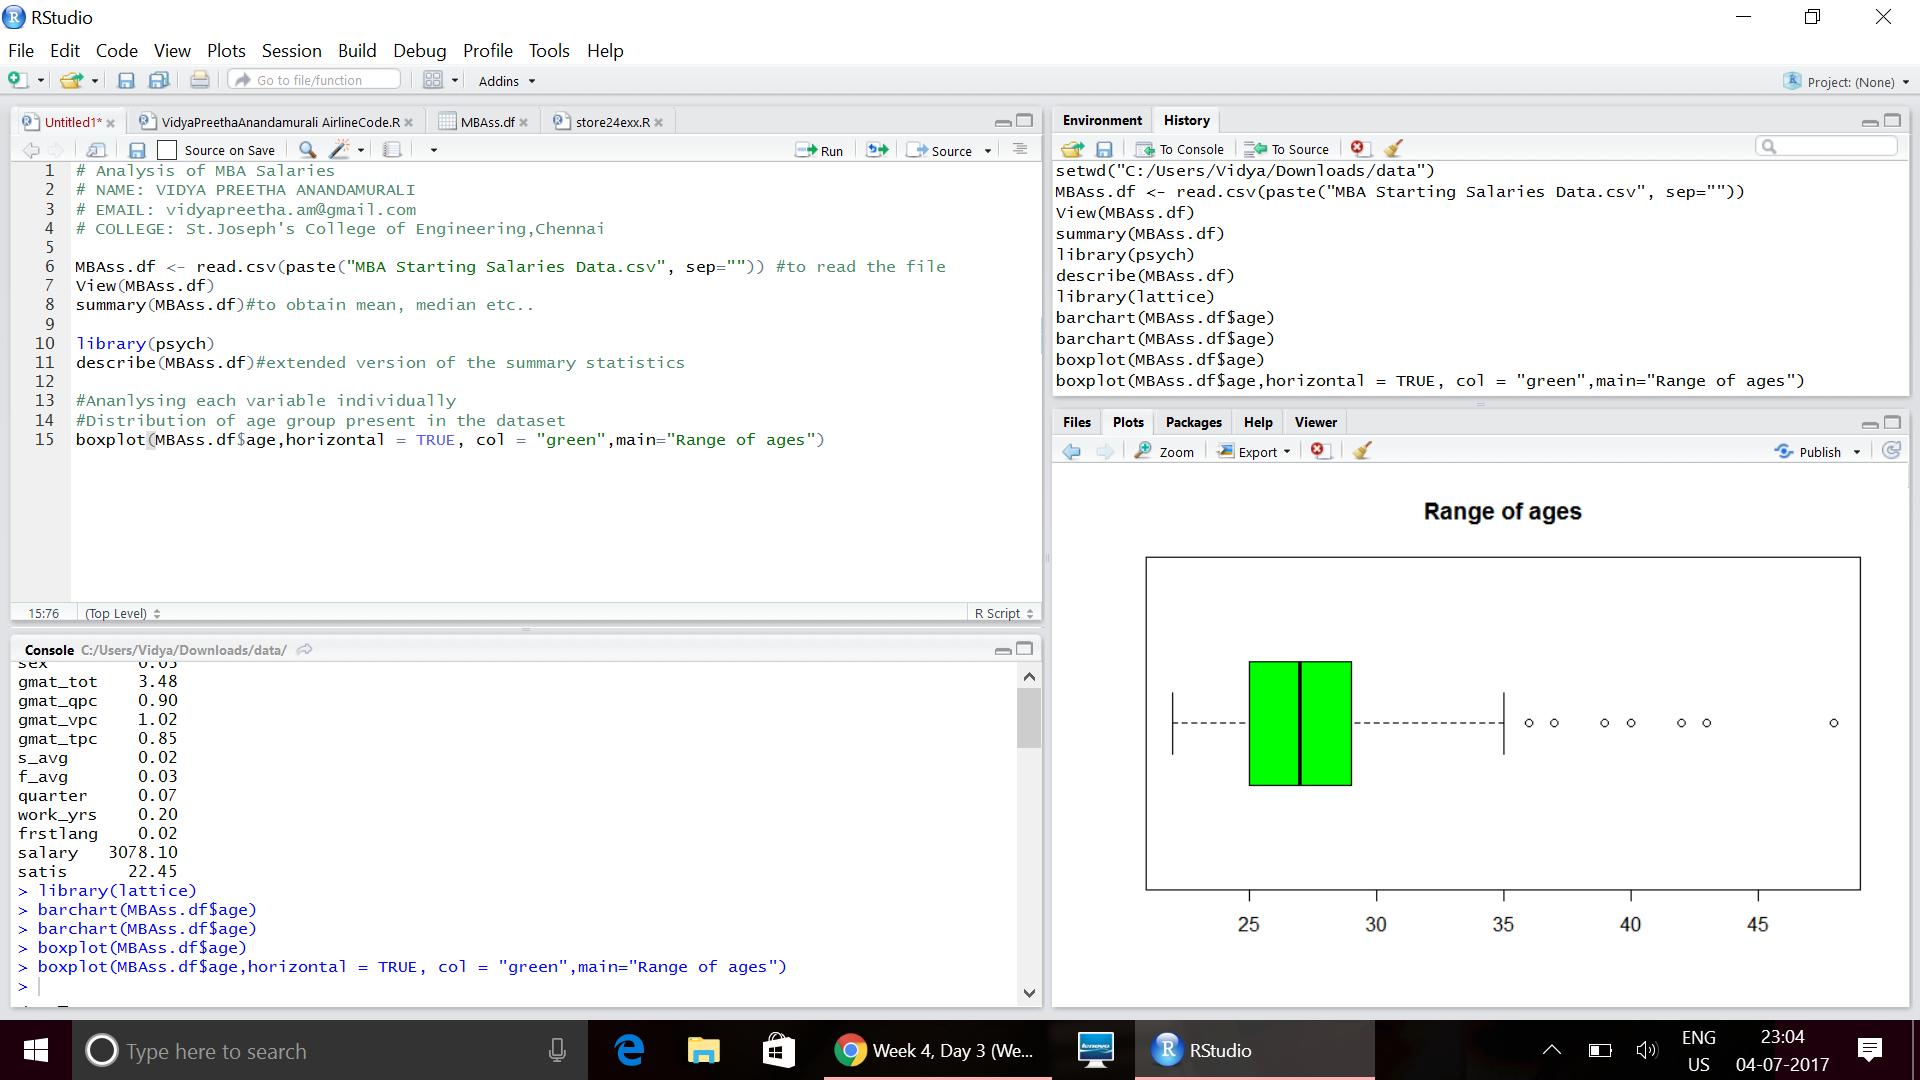 RStudio
File Edit Code View Plots Session Build Debug Profile Tools Help
Go to file/function Addins Project: (None)
Untitled1* VidyaPreethaAnandamurali AirlineCode.R MBAss.df store24exx.R
Source on Save Run Source
1 # Analysis of MBA Salaries
2 # NAME: VIDYA PREETHA ANANDAMURALI
3 # EMAIL: vidyapreetha.am@gmail.com
4 # COLLEGE: St.Joseph's College of Engineering,Chennai
5
6 MBAss.df <- read.csv(paste("MBA Starting Salaries Data.csv", sep="")) #to read the file
7 View(MBAss.df)
8 summary(MBAss.df)#to obtain mean, median etc..
9
10 library(psych)
11 describe(MBAss.df)#extended version of the summary statistics
12
13 #Ananlysing each variable individually
14 #Distribution of age group present in the dataset
15 boxplot(MBAss.df$age,horizontal = TRUE, col = "green",main="Range of ages")
15:76 (Top Level) R Script
Console C:/Users/Vidya/Downloads/data/
sex 0.03
gmat_tot 3.48
gmat_qpc 0.90
gmat_vpc 1.02
gmat_tpc 0.85
s_avg 0.02
f_avg 0.03
quarter 0.07
work_yrs 0.20
frstlang 0.02
salary 3078.10
satis 22.45
> library(lattice)
> barchart(MBAss.df$age)
> barchart(MBAss.df$age)
> boxplot(MBAss.df$age)
> boxplot(MBAss.df$age,horizontal = TRUE, col = "green",main="Range of ages")
>
Environment History
To Console To Source
setwd("C:/Users/Vidya/Downloads/data")
MBAss.df <- read.csv(paste("MBA Starting Salaries Data.csv", sep=""))
View(MBAss.df)
summary(MBAss.df)
library(psych)
describe(MBAss.df)
library(lattice)
barchart(MBAss.df$age)
barchart(MBAss.df$age)
boxplot(MBAss.df$age)
boxplot(MBAss.df$age,horizontal = TRUE, col = "green",main="Range of ages")
Files Plots Packages Help Viewer
Zoom Export Publish
Range of ages
25 30 35 40 45
Type here to search
Week 4, Day 3 (We...
lenovo
RStudio
ENG
US
23:04
04-07-2017